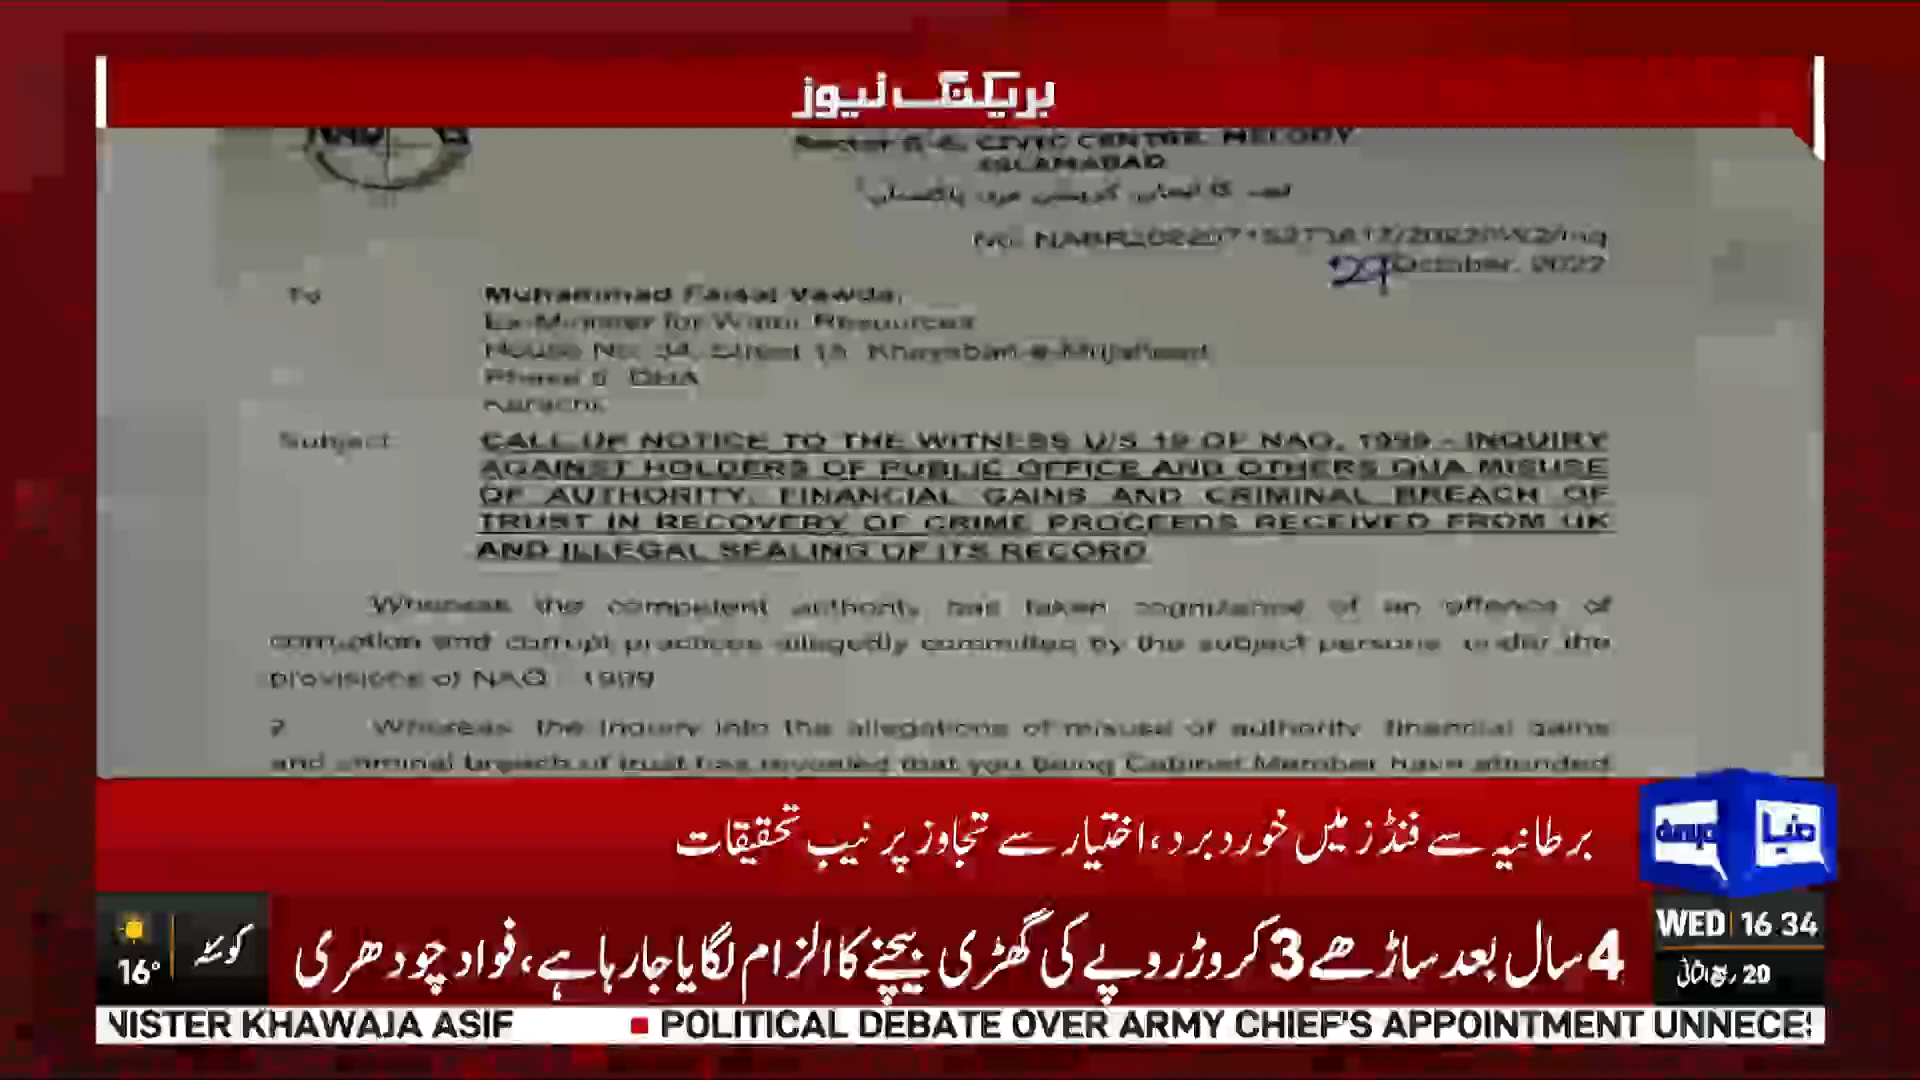 بریکنگ نیوز
Sector G-6, CIVIC CENTRE, MELODY
ISLAMABAD
October, 2022
To
Muhammad Faisal Vawda,
Ex-Minister for Water Resources
House No. 34, Street 15, Khayaban-e-Mujahid
DHA
Karachi.
Subject
CALL UP NOTICE TO THE WITNESS U/S 19 OF NAO, 1999 - INQUIRY
AGAINST HOLDERS OF PUBLIC OFFICE AND OTHERS QUA MISUSE
OF AUTHORITY, FINANCIAL GAINS AND CRIMINAL BREACH OF
TRUST IN RECOVERY OF CRIME PROCEEDS RECEIVED FROM UK
AND ILLEGAL SEALING OF ITS RECORD
Whereas the competent authority has taken cognizance of an offence of
corruption and corrupt practices allegedly committed by the subject persons under the
provisions of NAO 1999
2 Whereas the inquiry into the allegations of misuse of authority financial gains
and criminal breach of trust has revealed that you being Cabinet Member have attended
برطانیہ سے فنڈز میں خورد برد، اختیار سے تجاوز پر نیب تحقیقات
دنیا
dunya
4 سال بعد ساڑھے 3 کروڑ روپے کی گھڑی بیچنے کا الزام لگایا جا رہا ہے، فواد چودھری
کوئٹہ
16°
WED 16 34
20 ربیع الثانی
NISTER KHAWAJA ASIF
POLITICAL DEBATE OVER ARMY CHIEF'S APPOINTMENT UNNECES